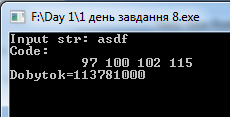 F:\Day 1\1 день завдання 8.exe
Input str: asdf
Code:
97 100 102 115
Dobytok=113781000